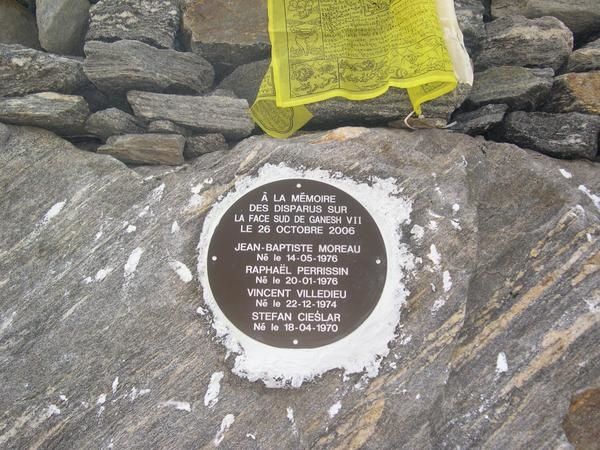 À LA MÉMOIRE
DES DISPARUS SUR
LA FACE SUD DE GANESH VII
LE 26 OCTOBRE 2006
JEAN-BAPTISTE MOREAU
Né le 14-05-1976
RAPHAËL PERRISSIN
Né le 20-01-1976
VINCENT VILLEDIEU
Né le 22-12-1974
STEFAN CIEŚLAR
Né le 18-04-1970